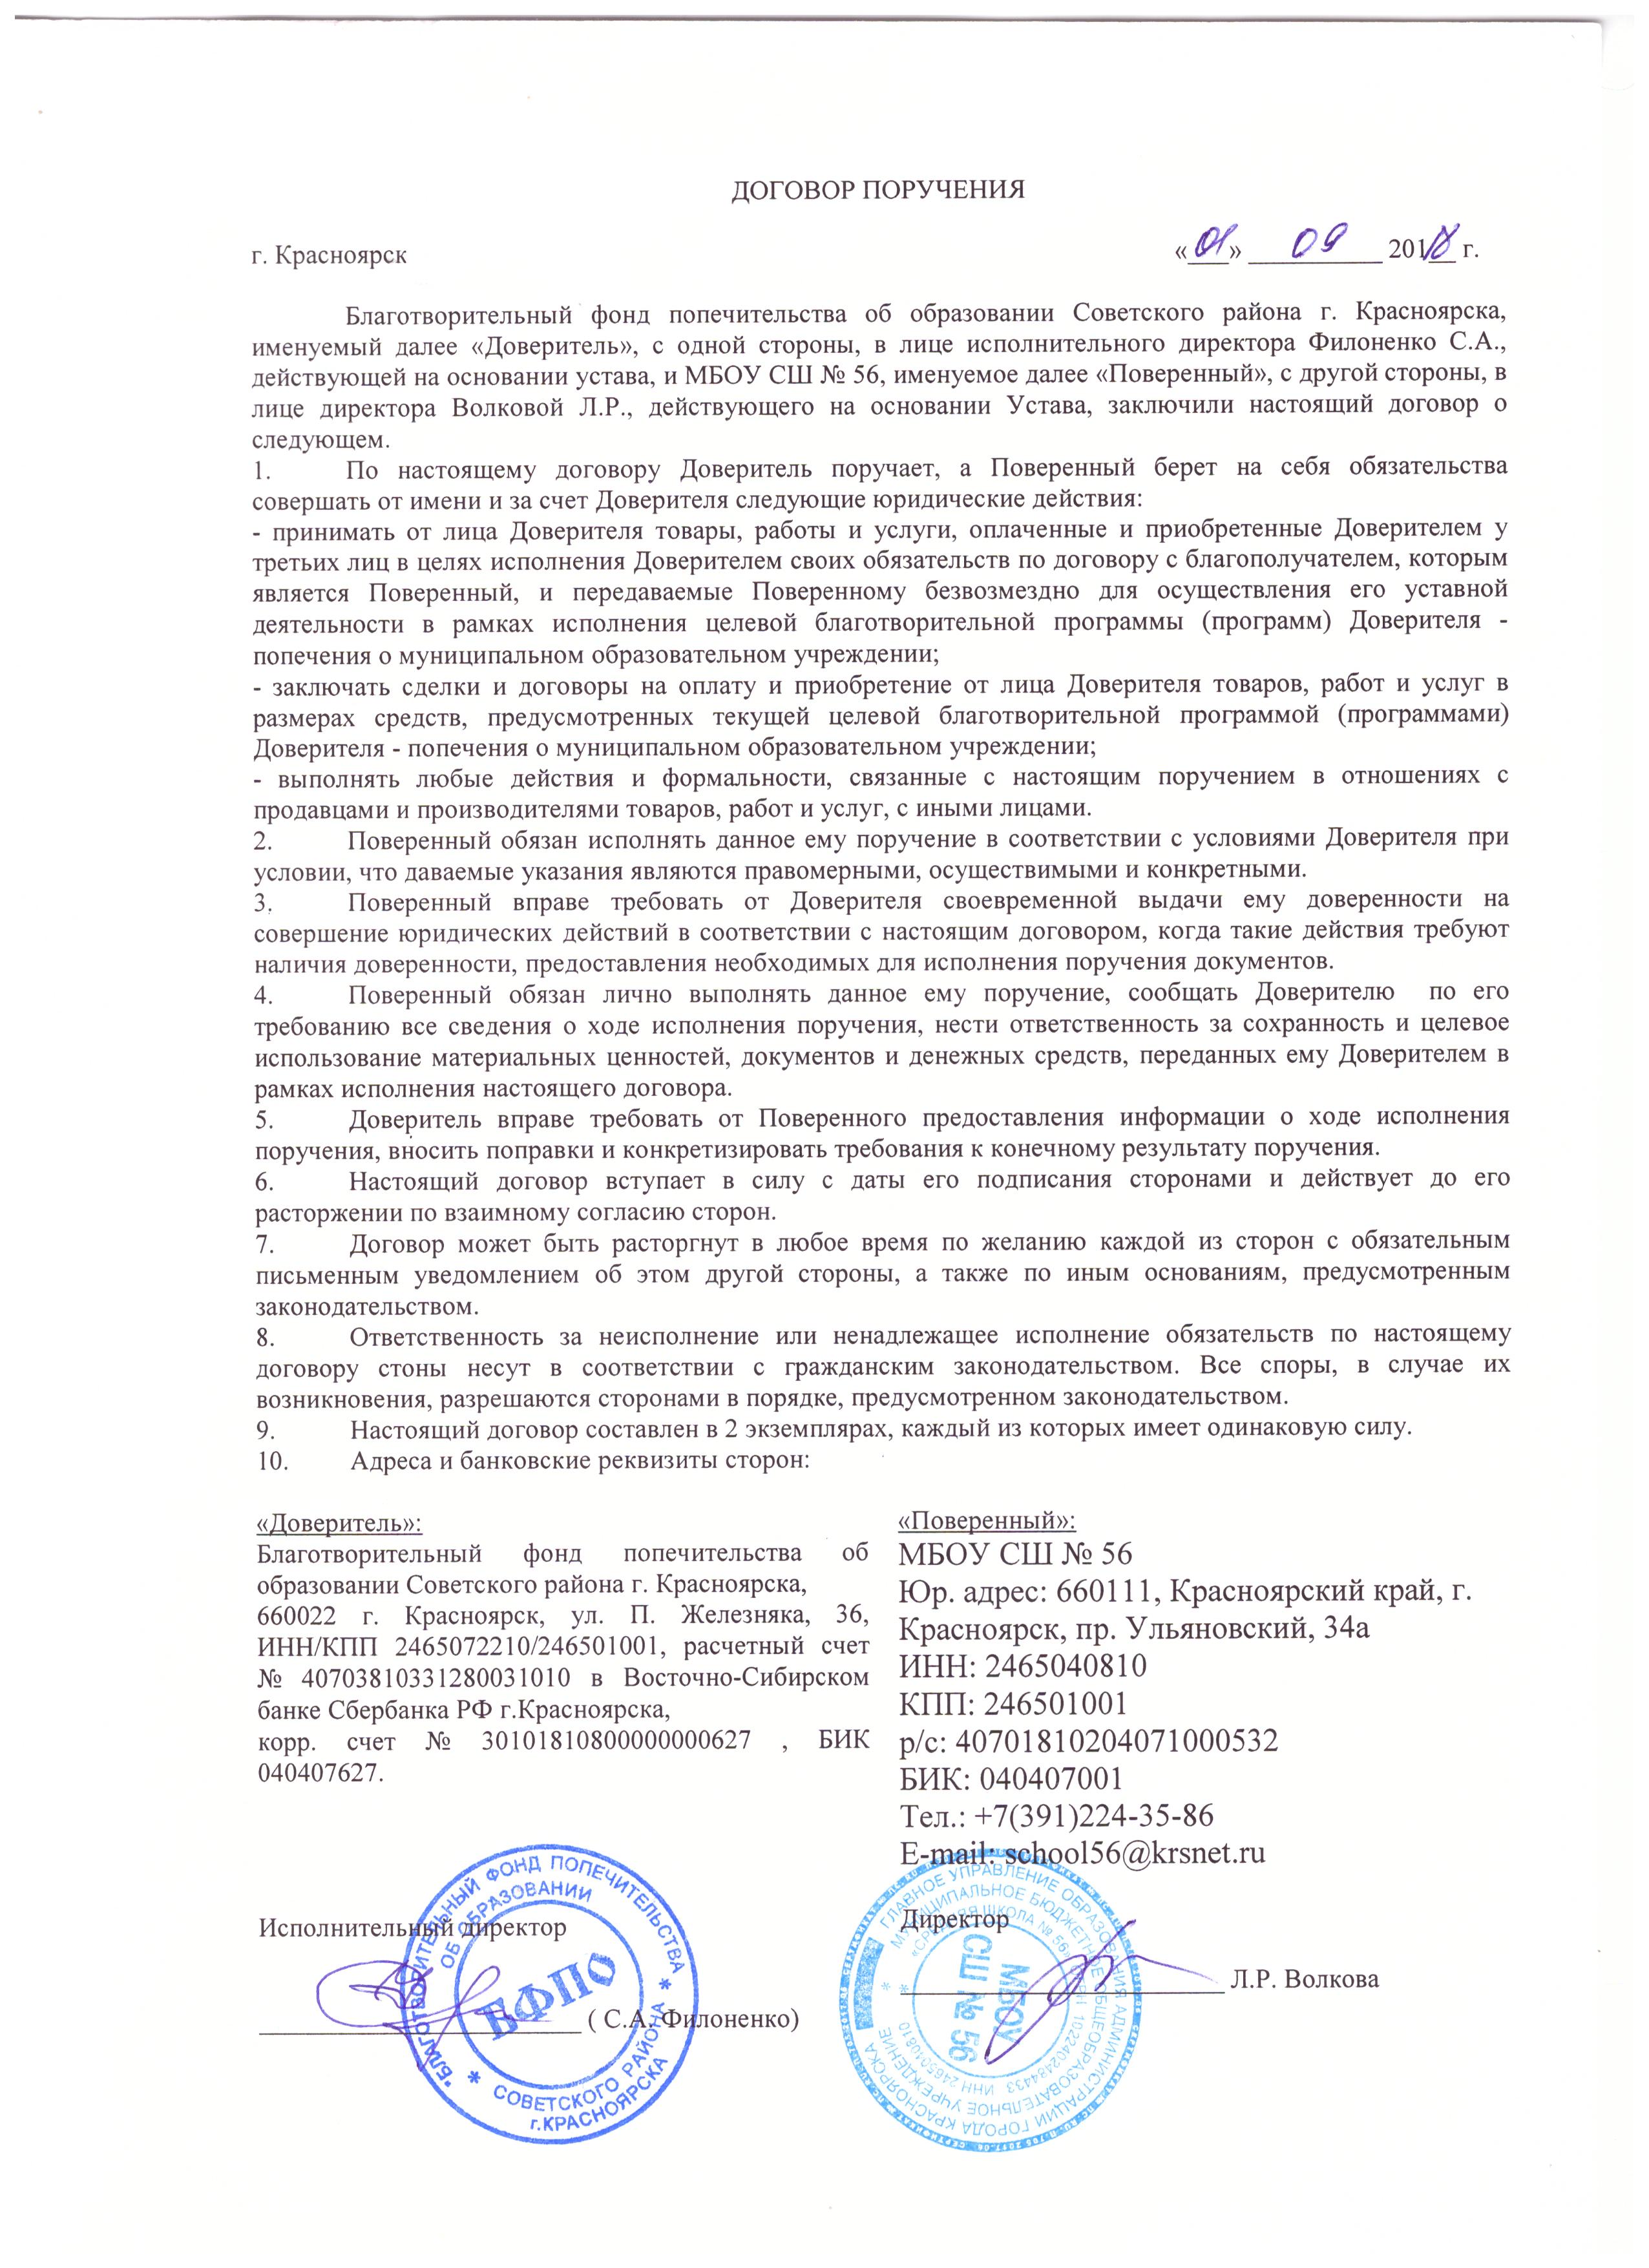 ДОГОВОР ПОРУЧЕНИЯ
г. Красноярск «01» 09 2018 г.
Благотворительный фонд попечительства об образовании Советского района г. Красноярска,
именуемый далее «Доверитель», с одной стороны, в лице исполнительного директора Филоненко С.А.,
действующей на основании устава, и МБОУ СШ № 56, именуемое далее «Поверенный», с другой стороны, в
лице директора Волковой Л.Р., действующего на основании Устава, заключили настоящий договор о
следующем.
1. По настоящему договору Доверитель поручает, а Поверенный берет на себя обязательства
совершать от имени и за счет Доверителя следующие юридические действия:
- принимать от лица Доверителя товары, работы и услуги, оплаченные и приобретенные Доверителем у
третьих лиц в целях исполнения Доверителем своих обязательств по договору с благополучателем, которым
является Поверенный, и передаваемые Поверенному безвозмездно для осуществления его уставной
деятельности в рамках исполнения целевой благотворительной программы (программ) Доверителя -
попечения о муниципальном образовательном учреждении;
- заключать сделки и договоры на оплату и приобретение от лица Доверителя товаров, работ и услуг в
размерах средств, предусмотренных текущей целевой благотворительной программой (программами)
Доверителя - попечения о муниципальном образовательном учреждении;
- выполнять любые действия и формальности, связанные с настоящим поручением в отношениях с
продавцами и производителями товаров, работ и услуг, с иными лицами.
2. Поверенный обязан исполнять данное ему поручение в соответствии с условиями Доверителя при
условии, что даваемые указания являются правомерными, осуществимыми и конкретными.
3. Поверенный вправе требовать от Доверителя своевременной выдачи ему доверенности на
совершение юридических действий в соответствии с настоящим договором, когда такие действия требуют
наличия доверенности, предоставления необходимых для исполнения поручения документов.
4. Поверенный обязан лично выполнять данное ему поручение, сообщать Доверителю по его
требованию все сведения о ходе исполнения поручения, нести ответственность за сохранность и целевое
использование материальных ценностей, документов и денежных средств, переданных ему Доверителем в
рамках исполнения настоящего договора.
5. Доверитель вправе требовать от Поверенного предоставления информации о ходе исполнения
поручения, вносить поправки и конкретизировать требования к конечному результату поручения.
6. Настоящий договор вступает в силу с даты его подписания сторонами и действует до его
расторжении по взаимному согласию сторон.
7. Договор может быть расторгнут в любое время по желанию каждой из сторон с обязательным
письменным уведомлением об этом другой стороны, а также по иным основаниям, предусмотренным
законодательством.
8. Ответственность за неисполнение или ненадлежащее исполнение обязательств по настоящему
договору стоны несут в соответствии с гражданским законодательством. Все споры, в случае их
возникновения, разрешаются сторонами в порядке, предусмотренном законодательством.
9. Настоящий договор составлен в 2 экземплярах, каждый из которых имеет одинаковую силу.
10. Адреса и банковские реквизиты сторон:
«Доверитель»:
Благотворительный фонд попечительства об
образовании Советского района г. Красноярска,
660022 г. Красноярск, ул. П. Железняка, 36,
ИНН/КПП 2465072210/246501001, расчетный счет
№ 40703810331280031010 в Восточно-Сибирском
банке Сбербанка РФ г.Красноярска,
корр. счет № 30101810800000000627 , БИК
040407627.
Исполнительный директор
( С.А. Филоненко)
«БЛАГОТВОРИТЕЛЬНЫЙ ФОНД ПОПЕЧИТЕЛЬСТВА
ОБ ОБРАЗОВАНИИ
БФПО
* СОВЕТСКОГО РАЙОНА *
г.КРАСНОЯРСКА
«Поверенный»:
МБОУ СШ № 56
Юр. адрес: 660111, Красноярский край, г.
Красноярск, пр. Ульяновский, 34а
ИНН: 2465040810
КПП: 246501001
р/с: 40701810204071000532
БИК: 040407001
Тел.: +7(391)224-35-86
E-mail: school56@krsnet.ru
Директор
Л.Р. Волкова
* ГЛАВНОЕ УПРАВЛЕНИЕ ОБРАЗОВАНИЯ АДМИНИСТРАЦИИ ГОРОДА КРАСНОЯРСКА
* МУНИЦИПАЛЬНОЕ БЮДЖЕТНОЕ ОБЩЕОБРАЗОВАТЕЛЬНОЕ УЧРЕЖДЕНИЕ
«СРЕДНЯЯ ШКОЛА № 56»
МБОУ
СШ № 56